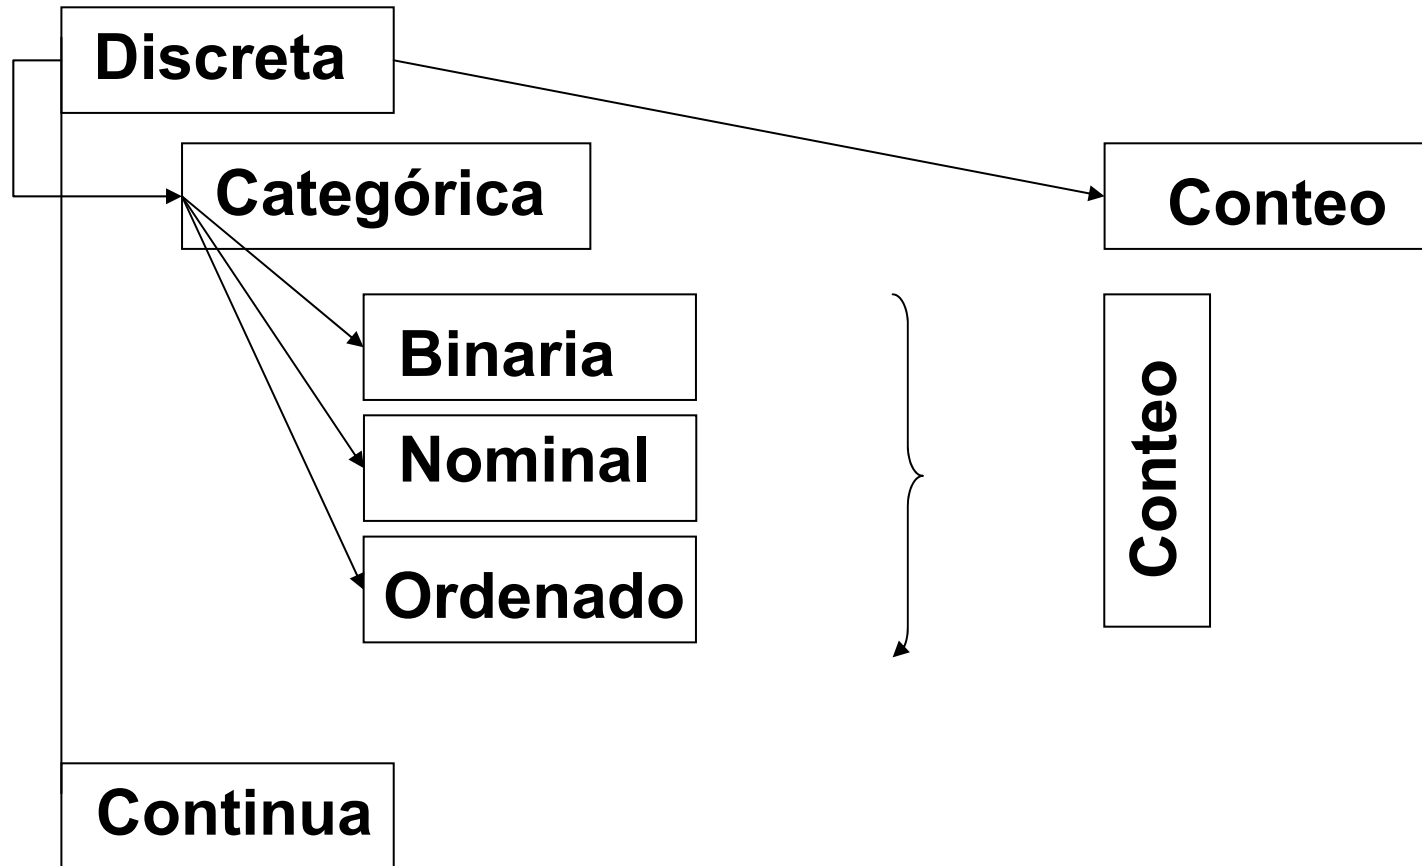 Discreta
Categórica
Conteo
Binaria
Nominal
Ordenado
Conteo
Continua